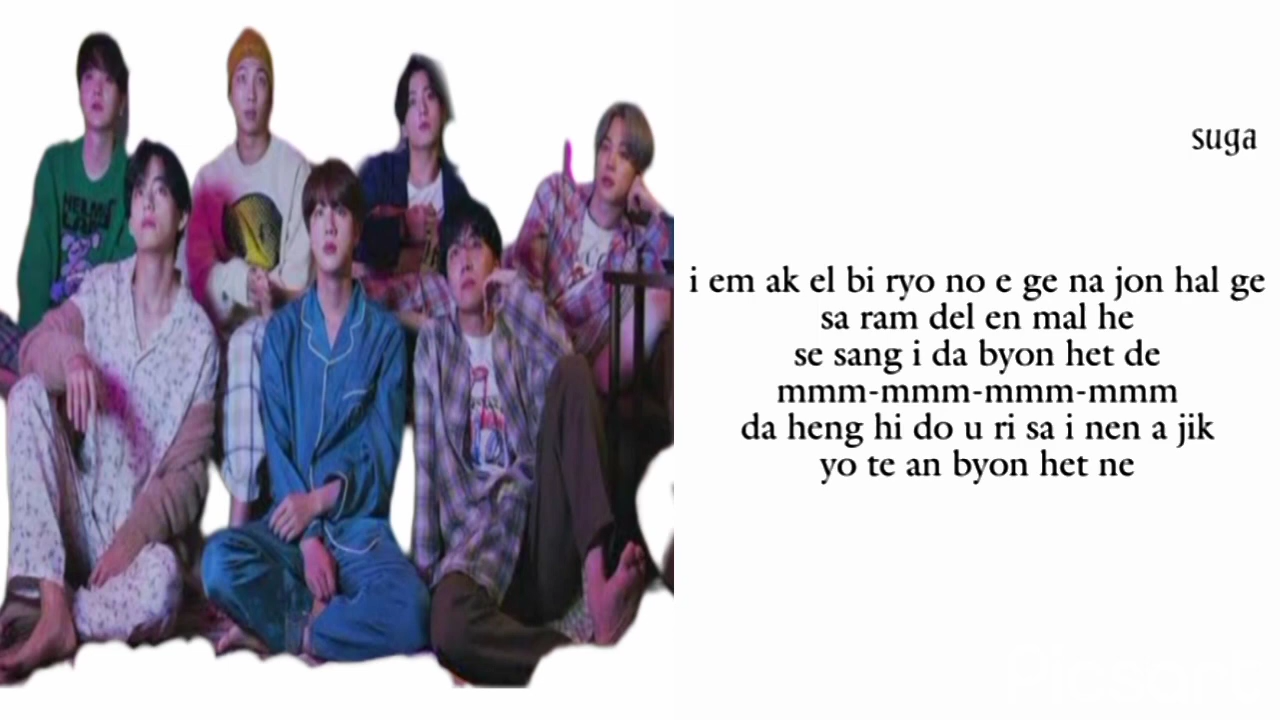 suga
i em ak el bi ryo no e ge na jon hal ge
sa ram del en mal he
se sang i da byon het de
mmm-mmm-mmm-mmm
da heng hi do u ri sa i nen a jik
yo te an byon het ne
Picsart